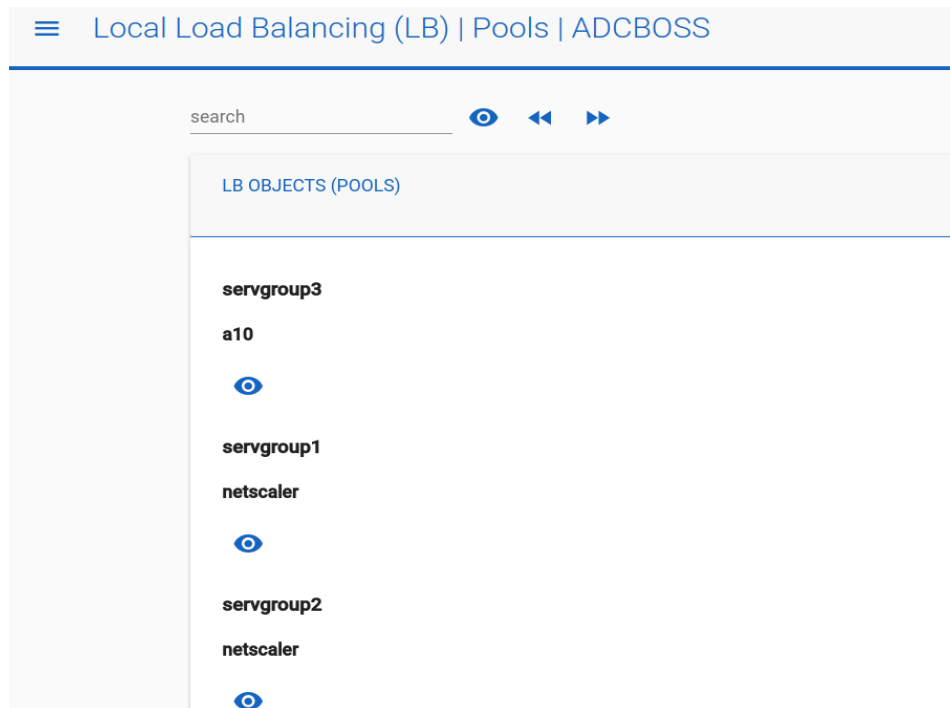 Local Load Balancing (LB) | Pools | ADCBOSS
search
LB OBJECTS (POOLS)
servgroup3
a10
servgroup1
netscaler
servgroup2
netscaler